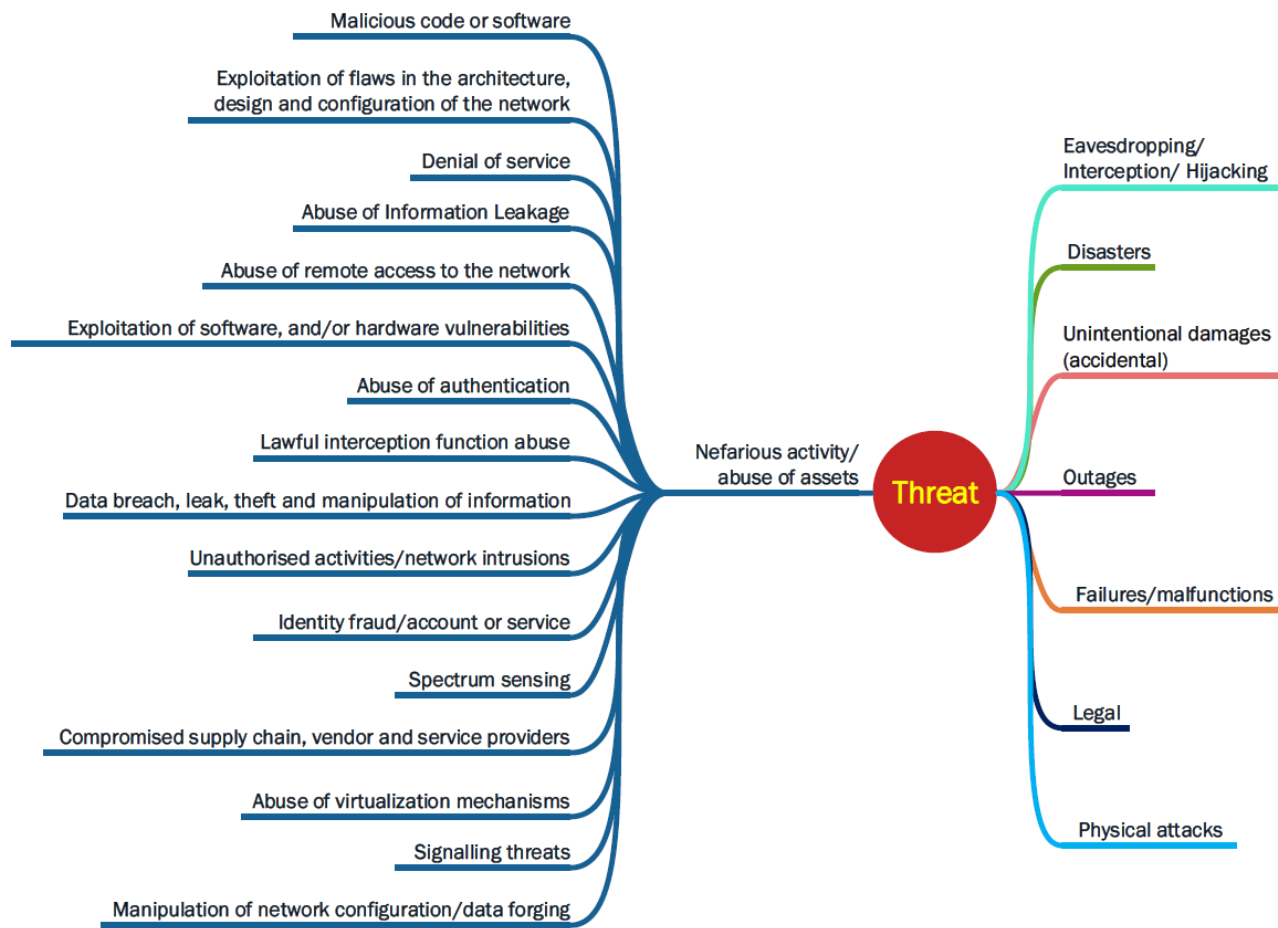 Malicious code or software
Exploitation of flaws in the architecture,
design and configuration of the network
Denial of service
Abuse of Information Leakage
Abuse of remote access to the network
Exploitation of software, and/or hardware vulnerabilities
Abuse of authentication
Lawful interception function abuse
Data breach, leak, theft and manipulation of information
Unauthorised activities/network intrusions
Identity fraud/account or service
Spectrum sensing
Compromised supply chain, vendor and service providers
Abuse of virtualization mechanisms
Signalling threats
Manipulation of network configuration/data forging
Nefarious activity/
abuse of assets
Threat
Eavesdropping/
Interception/ Hijacking
Disasters
Unintentional damages
(accidental)
Outages
Failures/malfunctions
Legal
Physical attacks